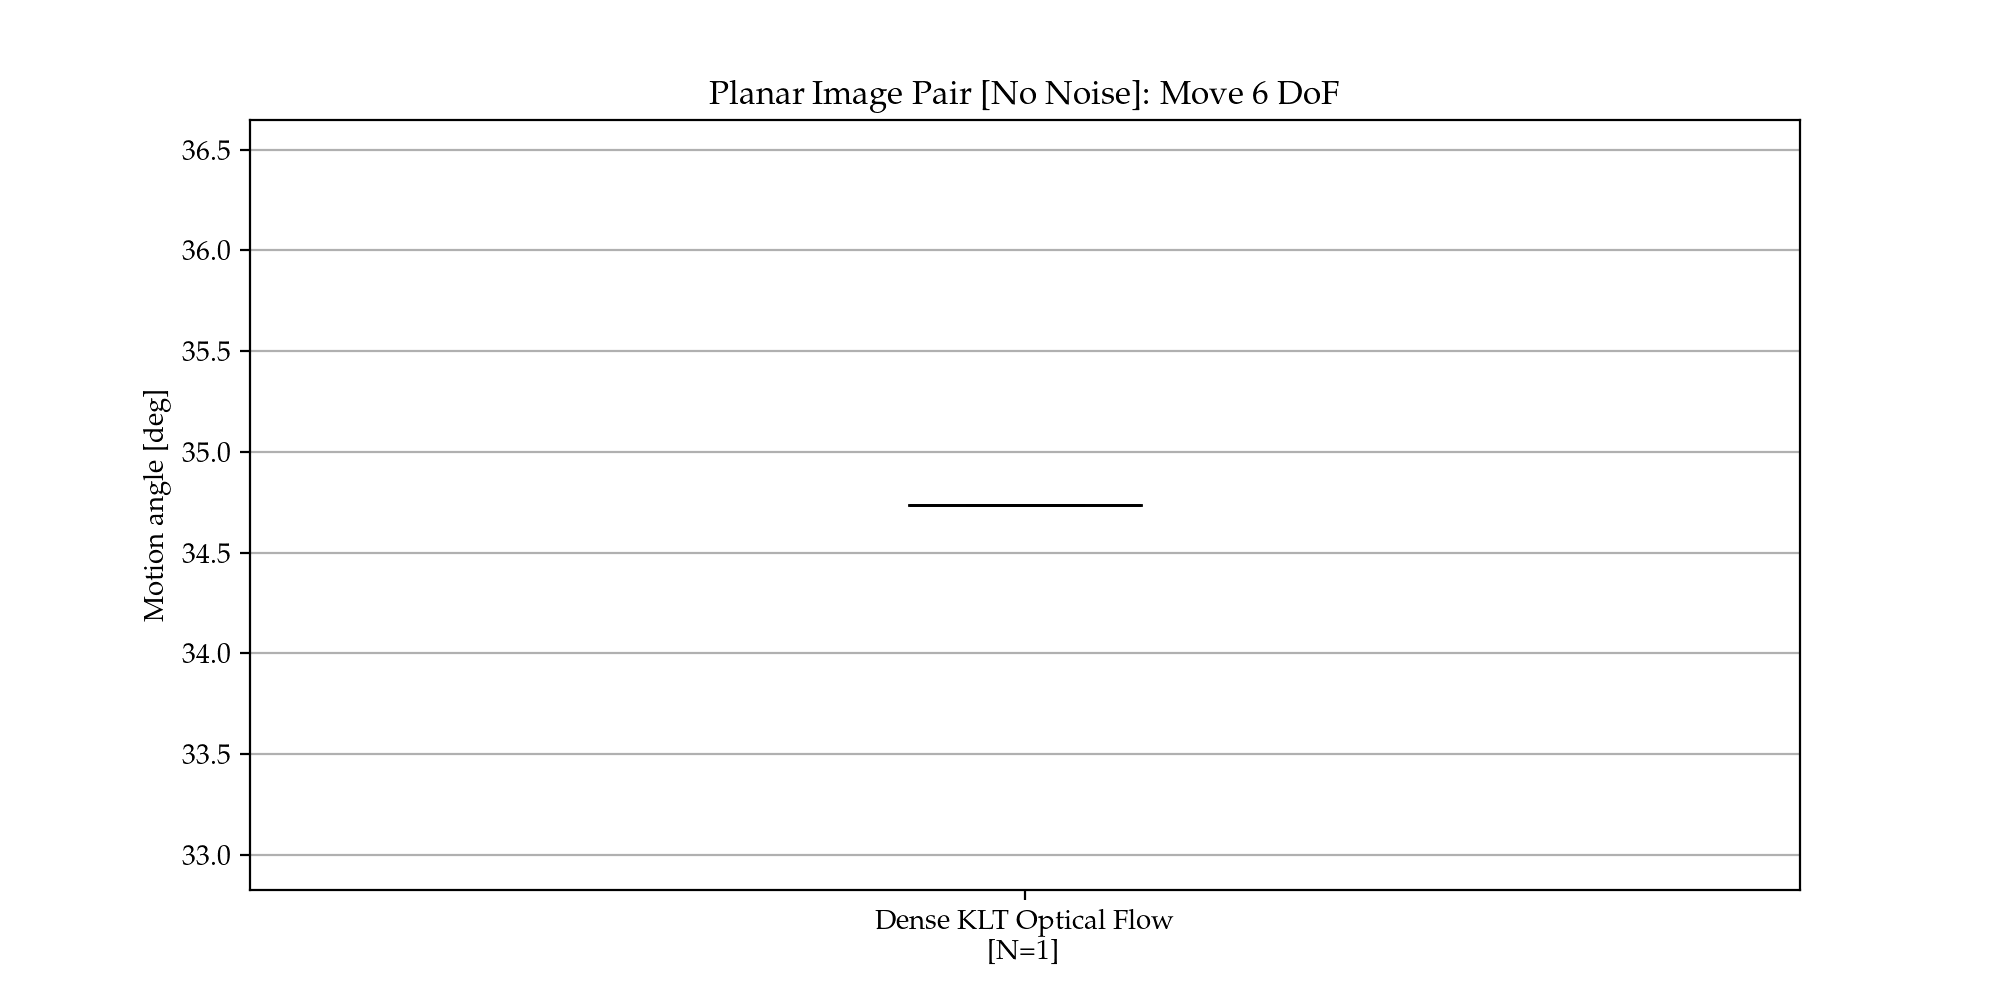 Planar Image Pair [No Noise]: Move 6 DoF
36.5
36.0
35.5
35.0
34.5
34.0
33.5
33.0
Motion angle [deg]
Dense KLT Optical Flow
[N=1]